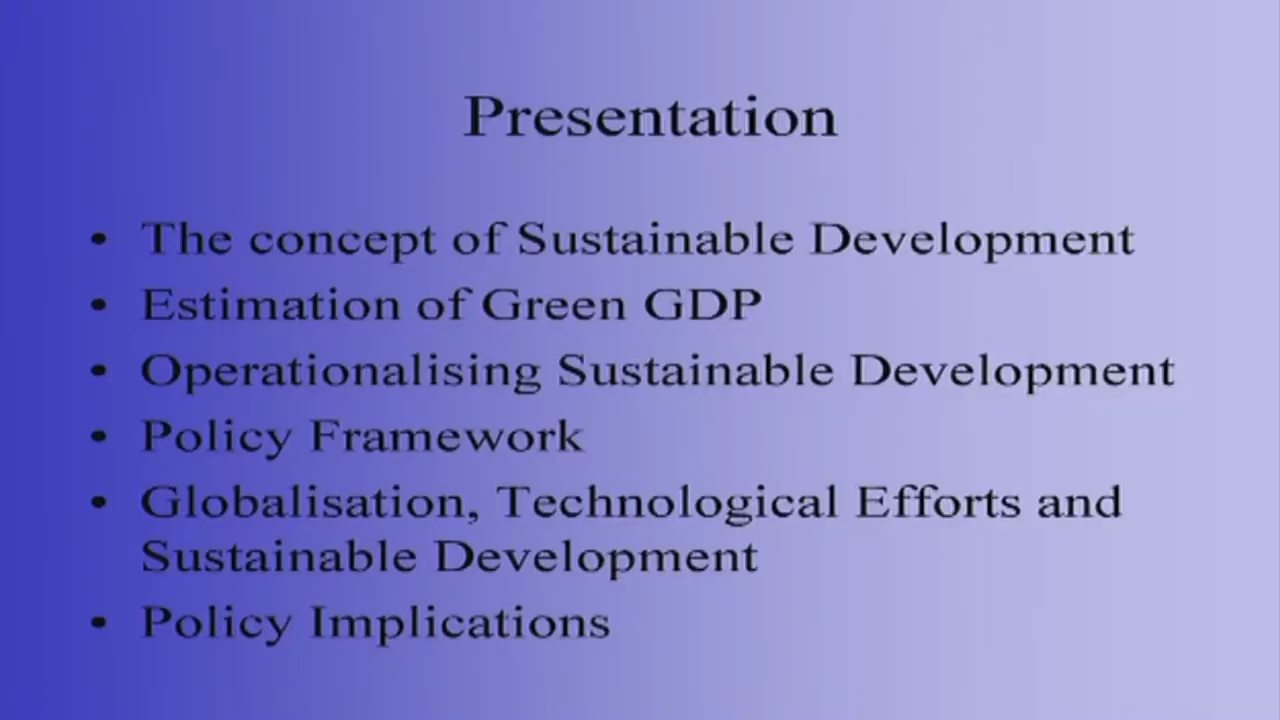 Presentation
• The concept of Sustainable Development
• Estimation of Green GDP
• Operationalising Sustainable Development
• Policy Framework
• Globalisation, Technological Efforts and
Sustainable Development
• Policy Implications